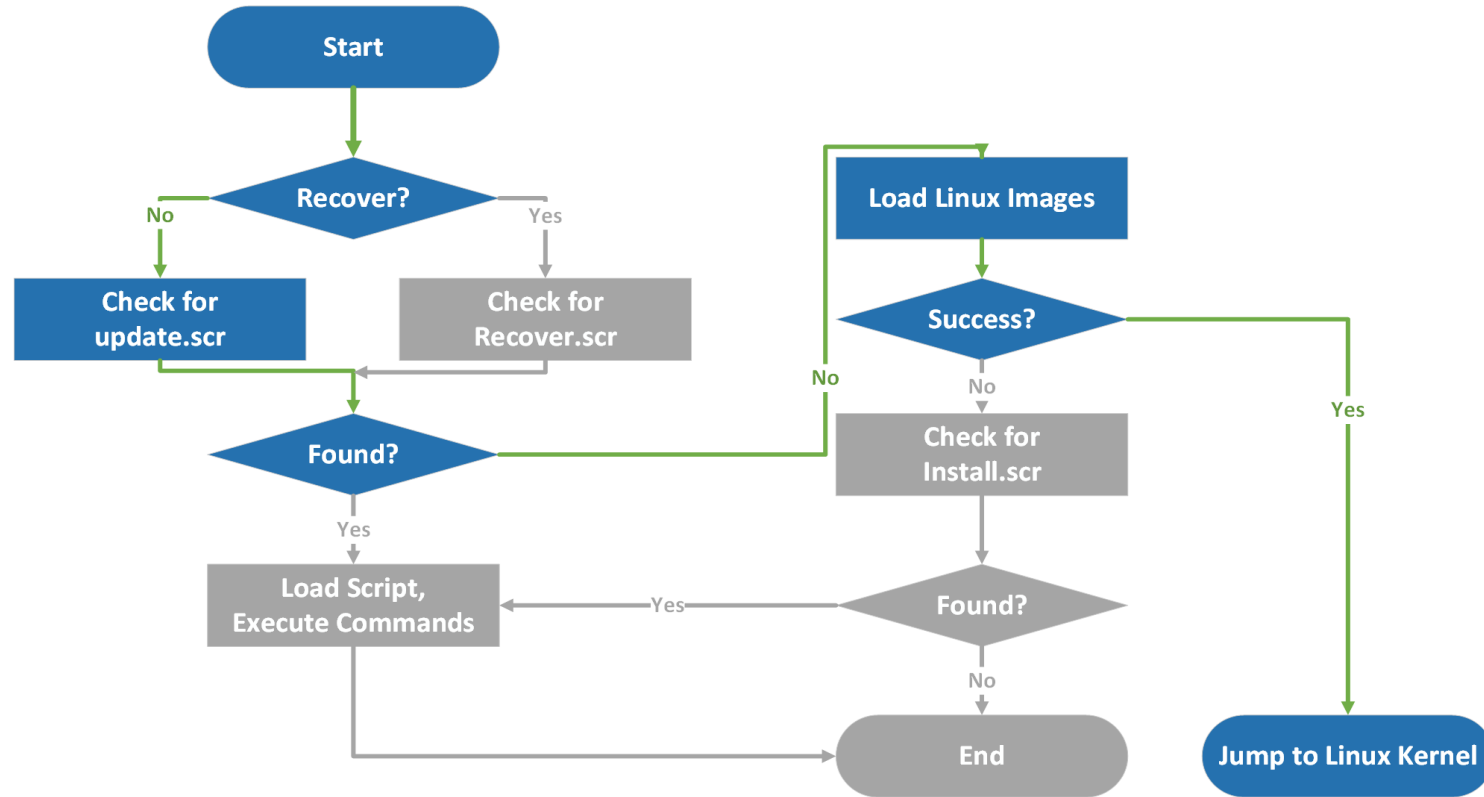 Start
Recover?
No
Yes
Check for
update.scr
Check for
Recover.scr
Found?
Yes
No
Load Script,
Execute Commands
Load Linux Images
Success?
No
Yes
Check for
Install.scr
Found?
Yes
No
End
Jump to Linux Kernel